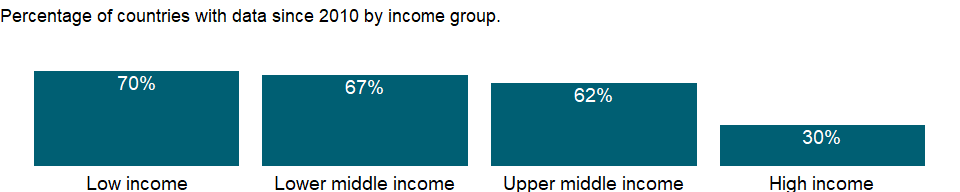 Percentage of countries with data since 2010 by income group.
70%
67%
62%
30%
Low income
Lower middle income
Upper middle income
High income